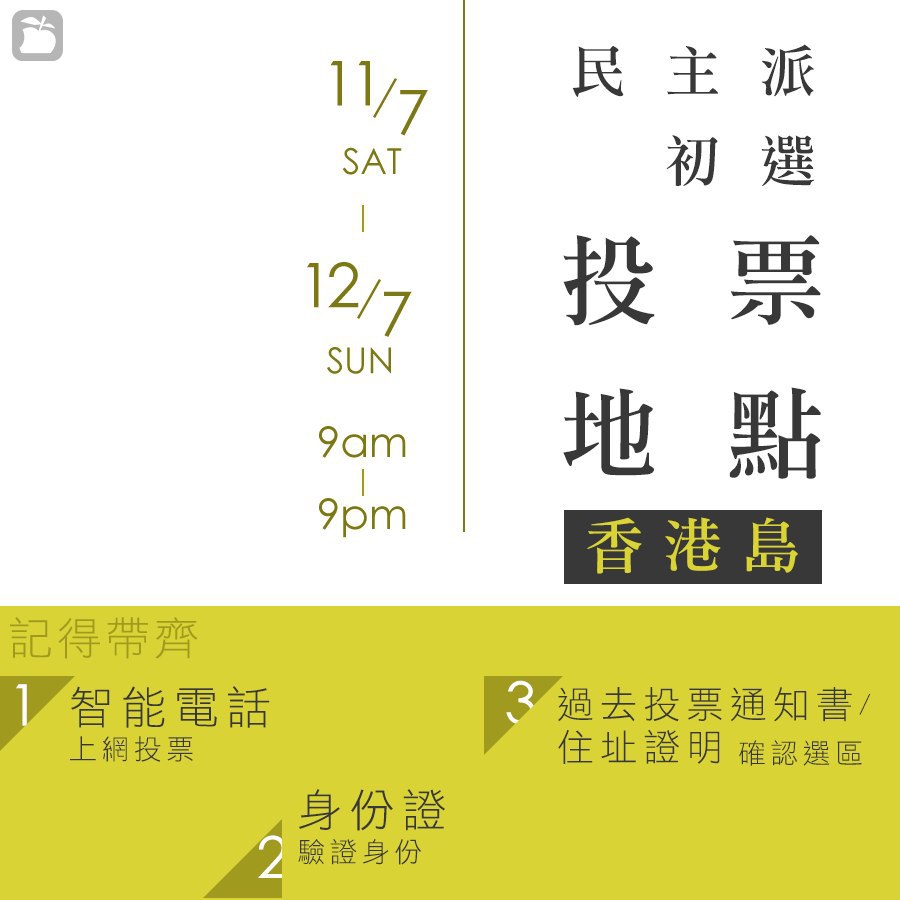 民主派
初選
投票
地點
香港島
11/7
SAT
|
12/7
SUN
9am
|
9pm
記得帶齊
1 智能電話
上網投票
2 身份證
驗證身份
3 過去投票通知書/
住址證明 確認選區